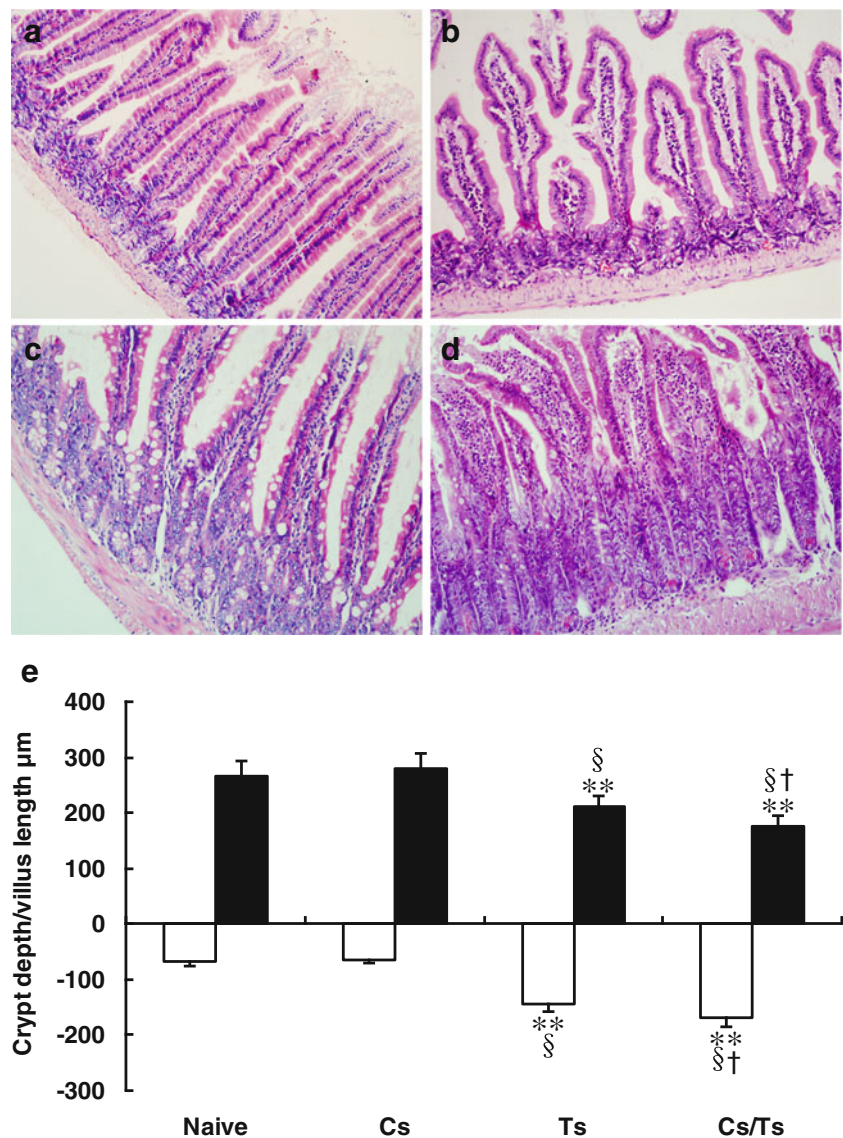 a
b
c
d
e
Crypt depth/villus length µm
400
300
200
100
0
-100
-200
-300
§
**
§†
**
**
§
**
§†
Naive
Cs
Ts
Cs/Ts